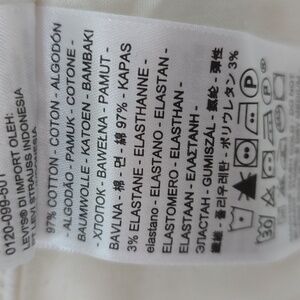 0120-099-501
LEVI'S DI IMPORT OLEH:
PT LEVI STRAUSS INDONESIA
97% COTTON - COTON - ALGODÓN
- ALGODÃO - PAMUK - COTONE -
BAUMWOLLE - KATOEN - BAMBAKI
- ХЛОПОК - BAWEŁNA - PAMUT -
BAVLNA - 棉 - 면 - 綿 97% - KAPAS
3% ELASTANE - ELASTHANNE -
elastano - ELASTANO - ELASTAN -
ELASTOMERO - ELASTHAN -
ELASTAAN - ΕΛΑΣΤΑΝΗ -
ЭЛАСТАН - GUMISZÁL - 氨纶 - 彈性
纖維 - 폴리우레탄 - ポリウレタン 3%